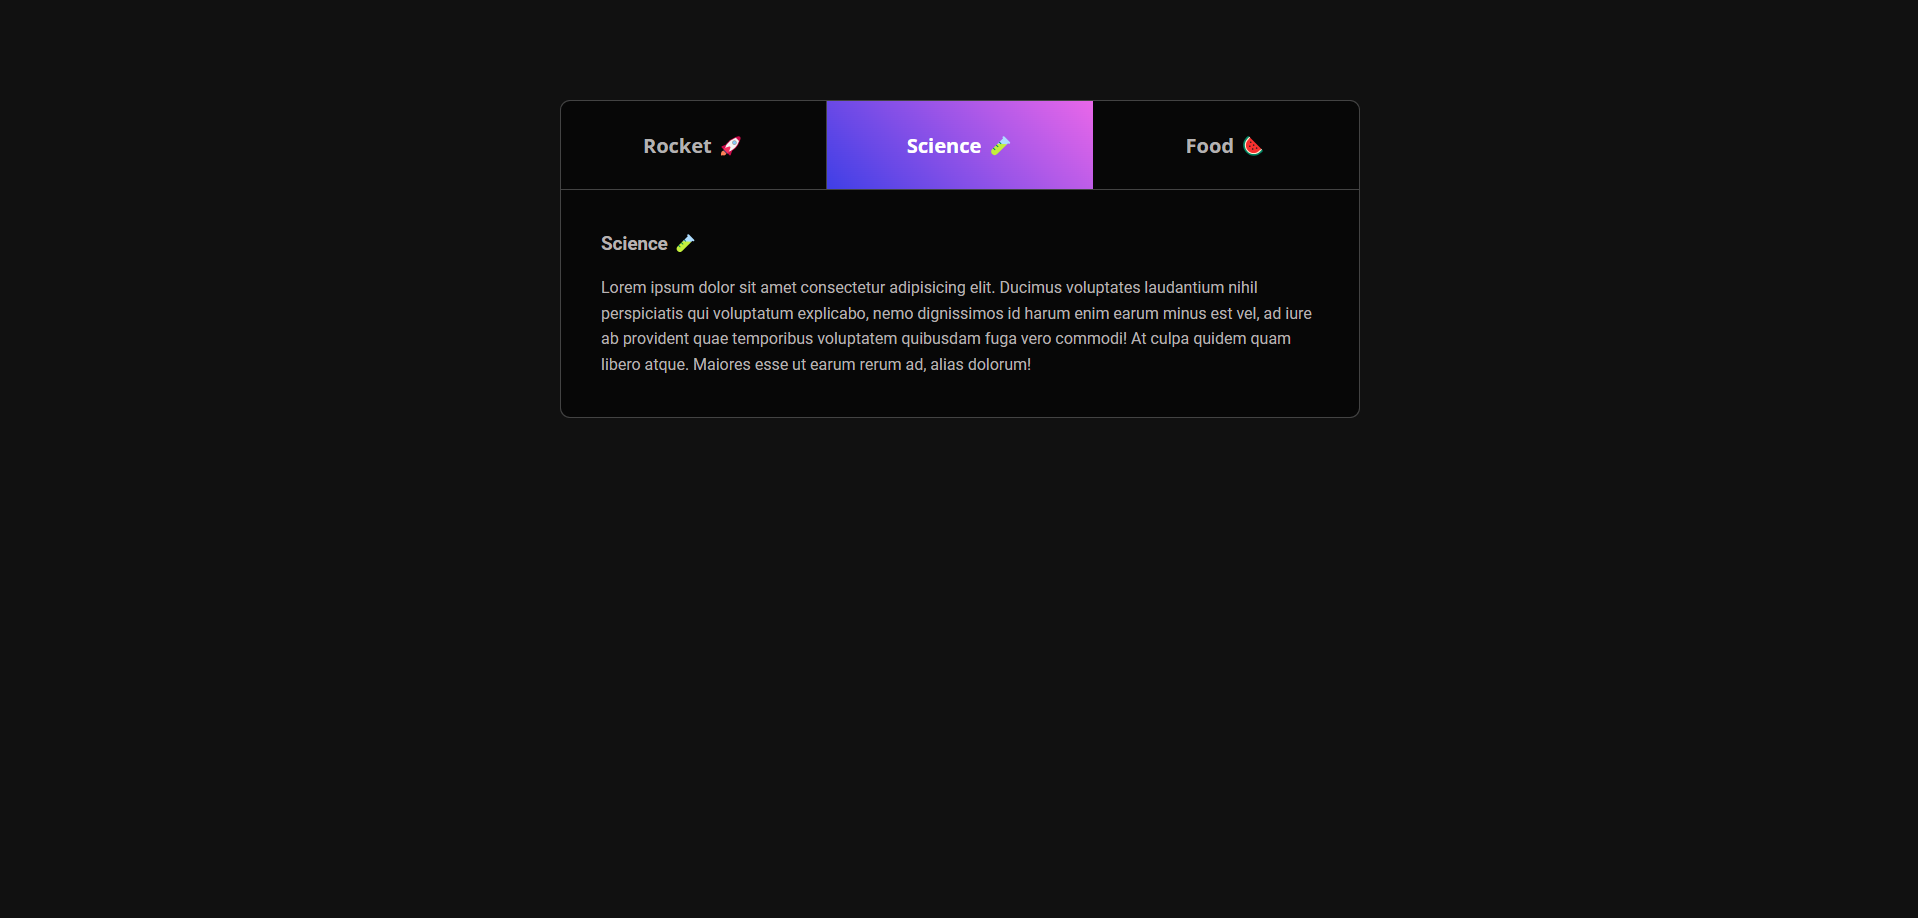 Rocket 🚀
Science 🧪
Food 🍉
Science 🧪
Lorem ipsum dolor sit amet consectetur adipisicing elit. Ducimus voluptates laudantium nihil
perspiciatis qui voluptatum explicabo, nemo dignissimos id harum enim earum minus est vel, ad iure
ab provident quae temporibus voluptatem quibusdam fuga vero commodi! At culpa quidem quam
libero atque. Maiores esse ut earum rerum ad, alias dolorum!